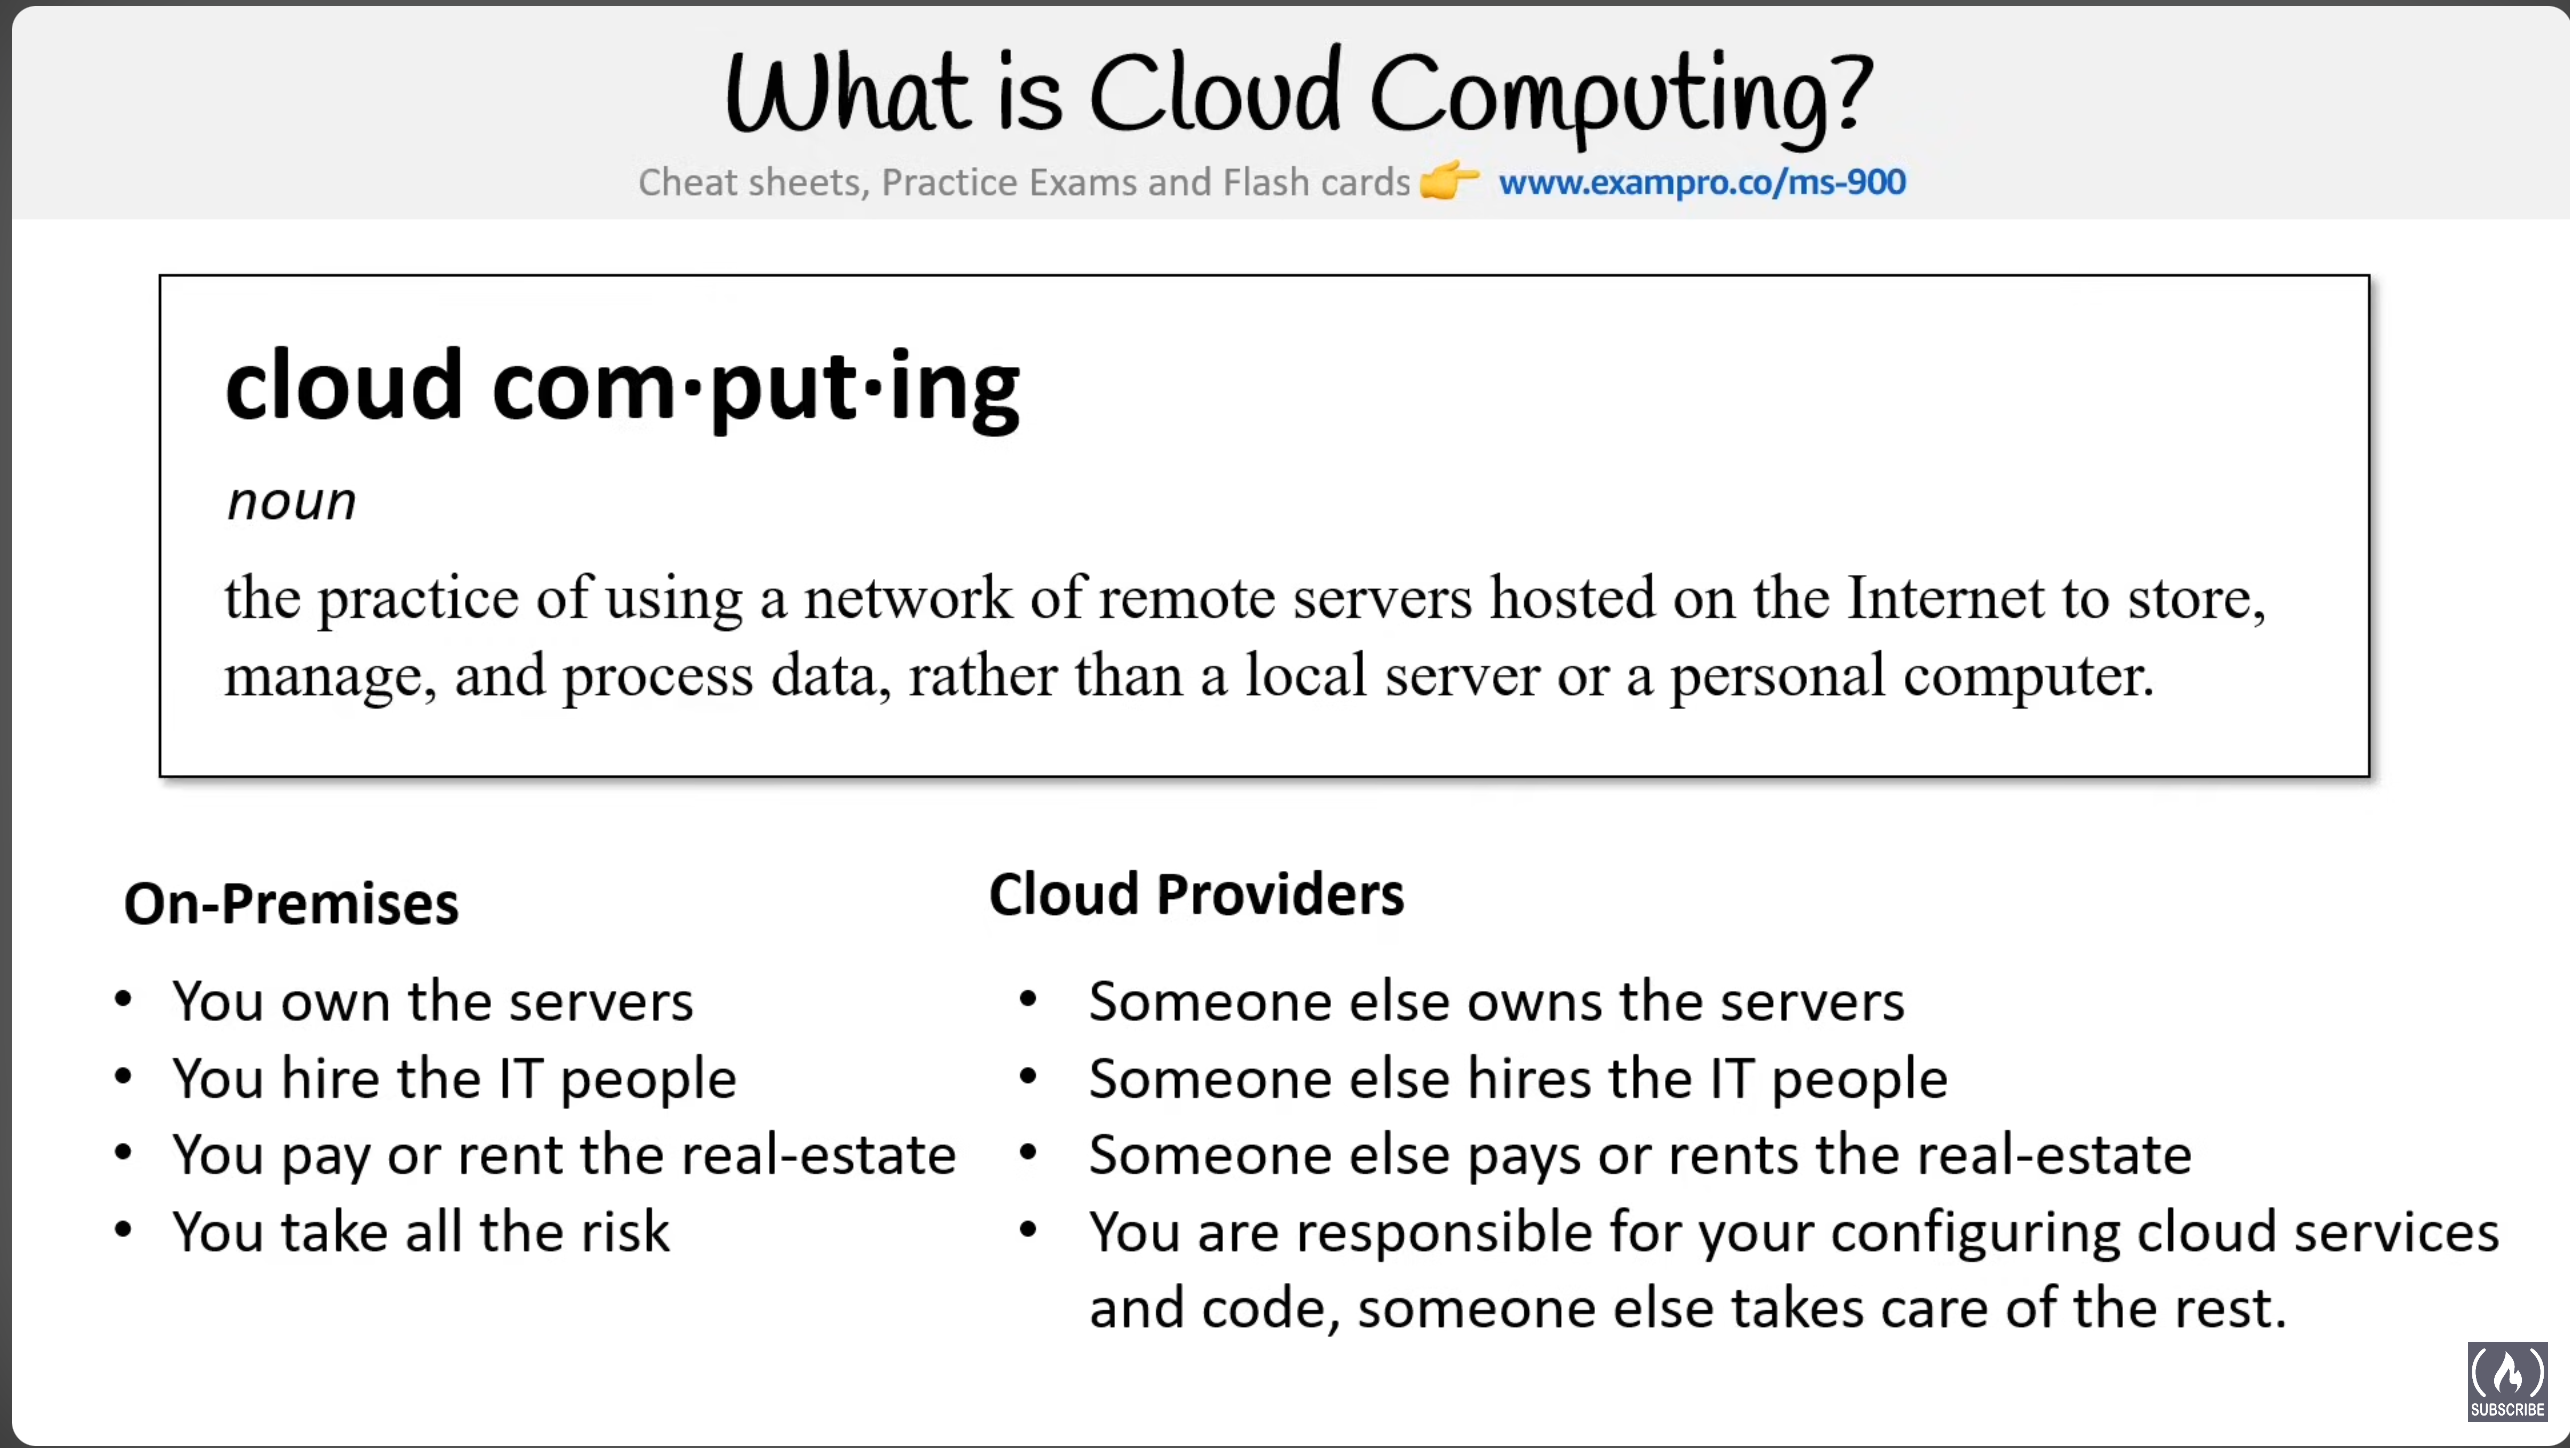 What is Cloud Computing?
Cheat sheets, Practice Exams and Flash cards 👉 www.exampro.co/ms-900
cloud com·put·ing
noun
the practice of using a network of remote servers hosted on the Internet to store,
manage, and process data, rather than a local server or a personal computer.
On-Premises
• You own the servers
• You hire the IT people
• You pay or rent the real-estate
• You take all the risk
Cloud Providers
• Someone else owns the servers
• Someone else hires the IT people
• Someone else pays or rents the real-estate
• You are responsible for your configuring cloud services
and code, someone else takes care of the rest.
SUBSCRIBE